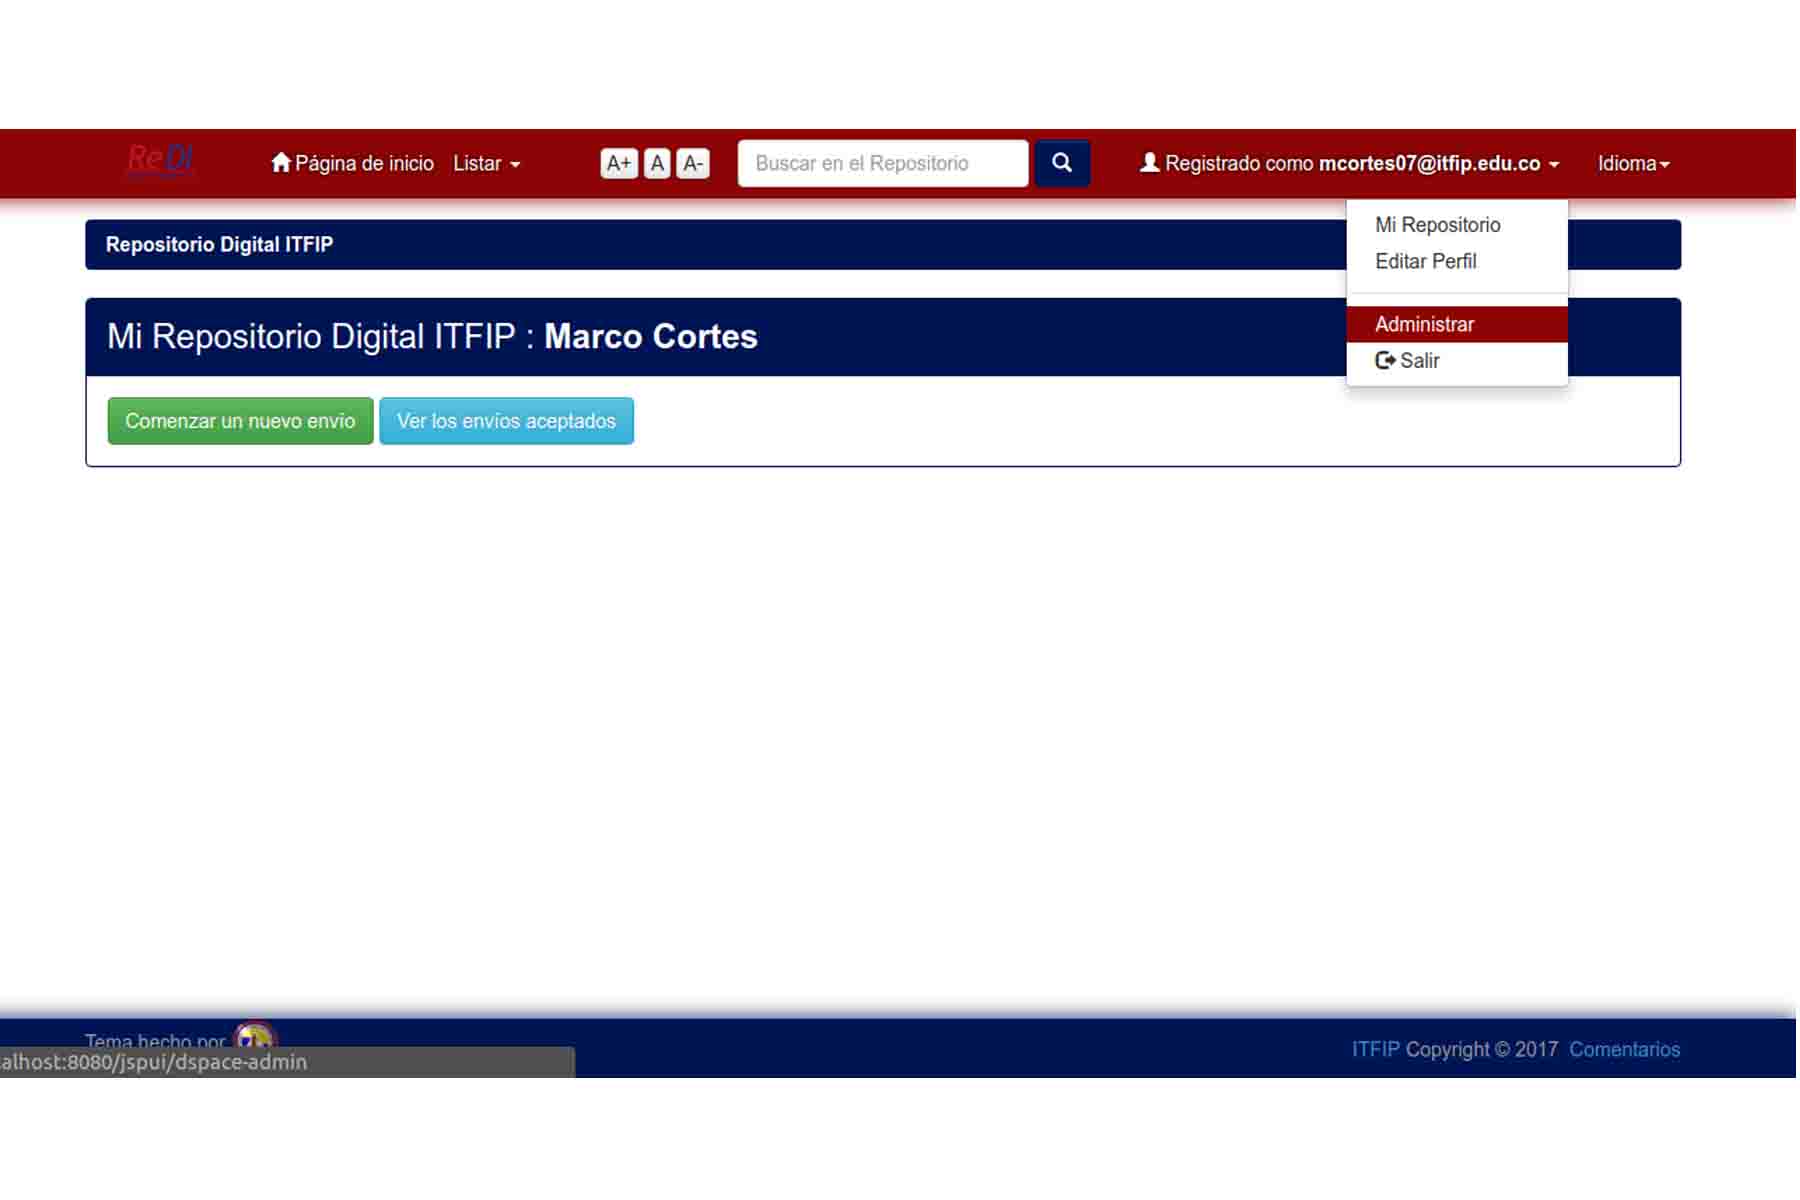 ReDI
Página de inicio Listar A+ A A- Buscar en el Repositorio Registrado como mcortes07@itfip.edu.co Idioma
Mi Repositorio
Editar Perfil
Administrar
Salir
Repositorio Digital ITFIP
Mi Repositorio Digital ITFIP : Marco Cortes
Comenzar un nuevo envío Ver los envíos aceptados
Tema hecho por
alhost:8080/jspui/dspace-admin
ITFIP Copyright © 2017 Comentarios